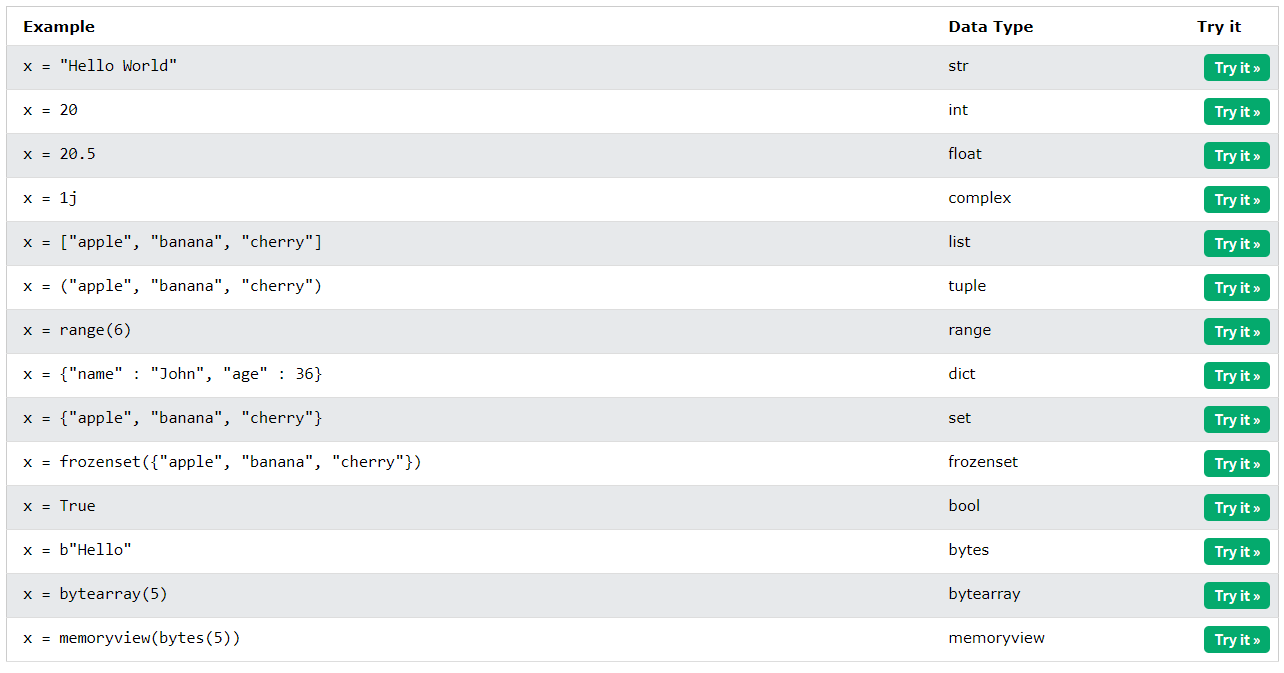 Example Data Type Try it
x = "Hello World" str Try it »
x = 20 int Try it »
x = 20.5 float Try it »
x = 1j complex Try it »
x = ["apple", "banana", "cherry"] list Try it »
x = ("apple", "banana", "cherry") tuple Try it »
x = range(6) range Try it »
x = {"name" : "John", "age" : 36} dict Try it »
x = {"apple", "banana", "cherry"} set Try it »
x = frozenset({"apple", "banana", "cherry"}) frozenset Try it »
x = True bool Try it »
x = b"Hello" bytes Try it »
x = bytearray(5) bytearray Try it »
x = memoryview(bytes(5)) memoryview Try it »